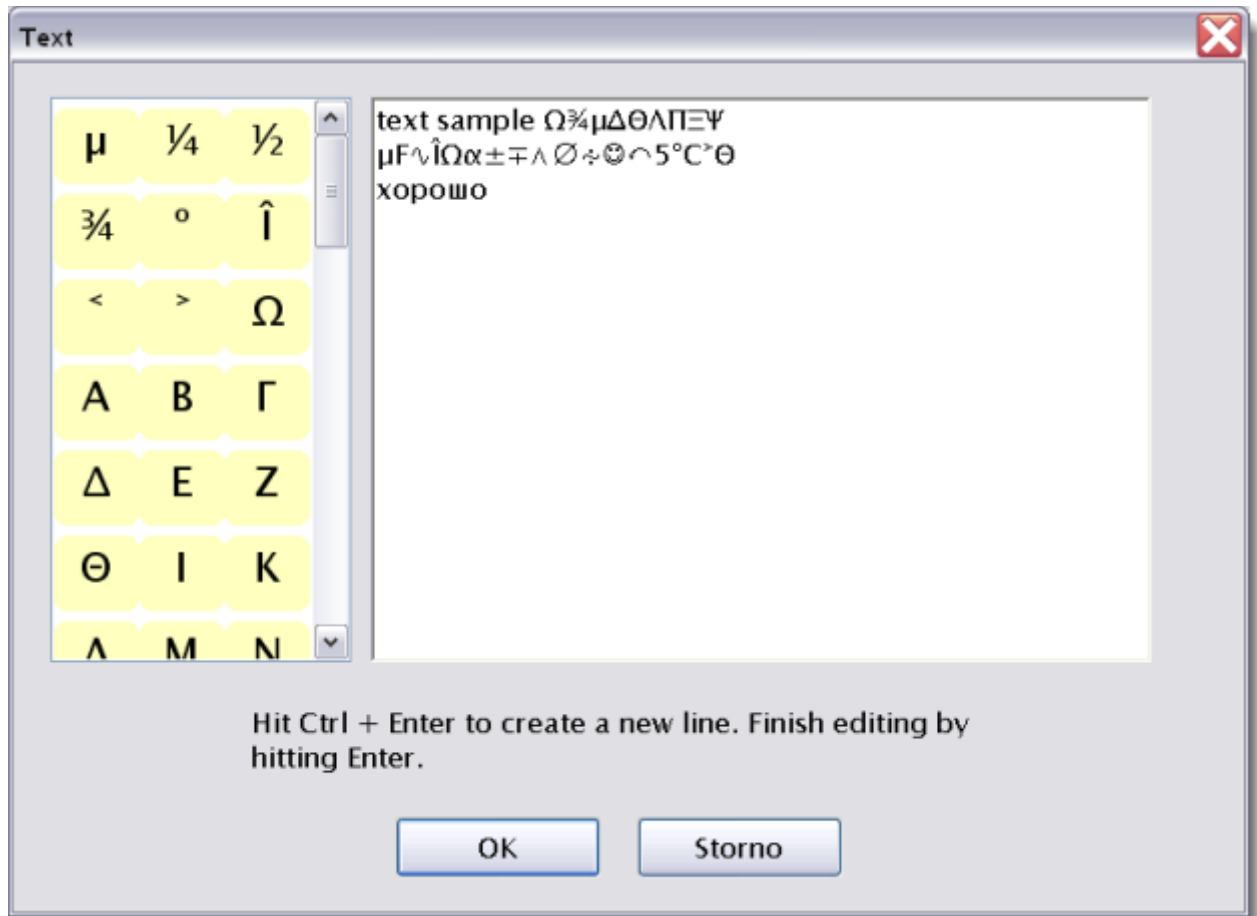 Text
µ ¼ ½
¾ º Î
˂ ˃ Ω
Α Β Γ
Δ Ε Ζ
Θ Ι Κ
Λ Μ Ν
text sample Ω¾µΔΘΛΠΞΨ
µF∿ÎΩα±∓∧∅÷☺⌒5°C˃Θ
хорошо
Hit Ctrl + Enter to create a new line. Finish editing by
hitting Enter.
OK Storno